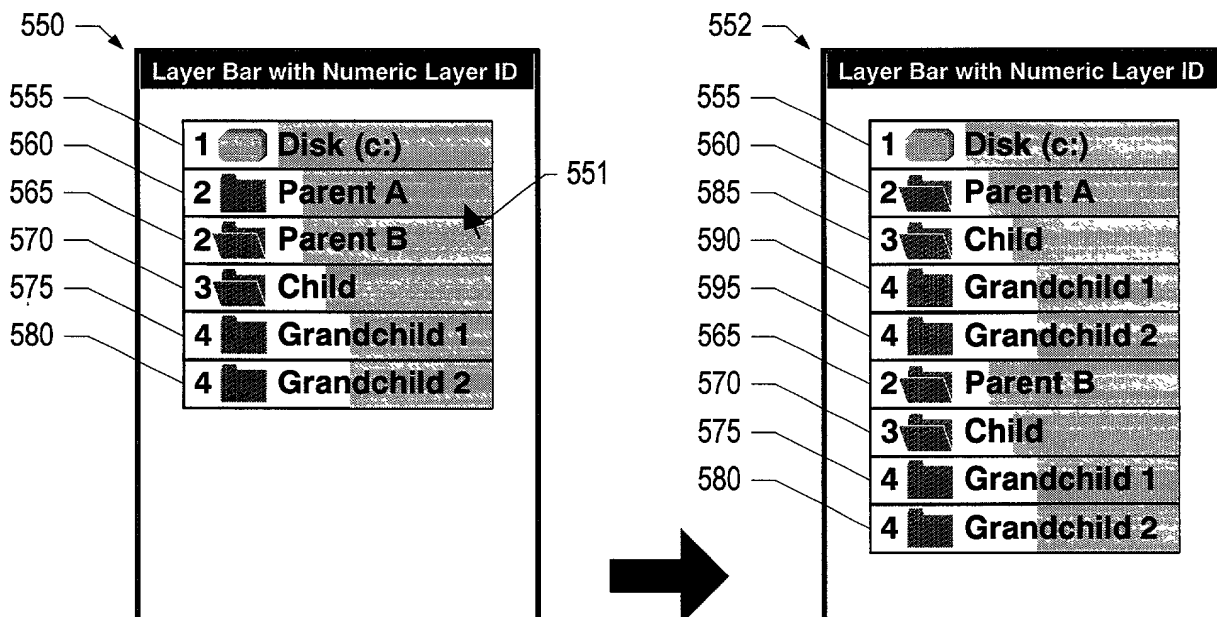 550
Layer Bar with Numeric Layer ID
555
1 Disk (c:)
560
2 Parent A
551
565
2 Parent B
570
3 Child
575
4 Grandchild 1
580
4 Grandchild 2
552
Layer Bar with Numeric Layer ID
555
1 Disk (c:)
560
2 Parent A
585
3 Child
590
4 Grandchild 1
595
4 Grandchild 2
565
2 Parent B
570
3 Child
575
4 Grandchild 1
580
4 Grandchild 2